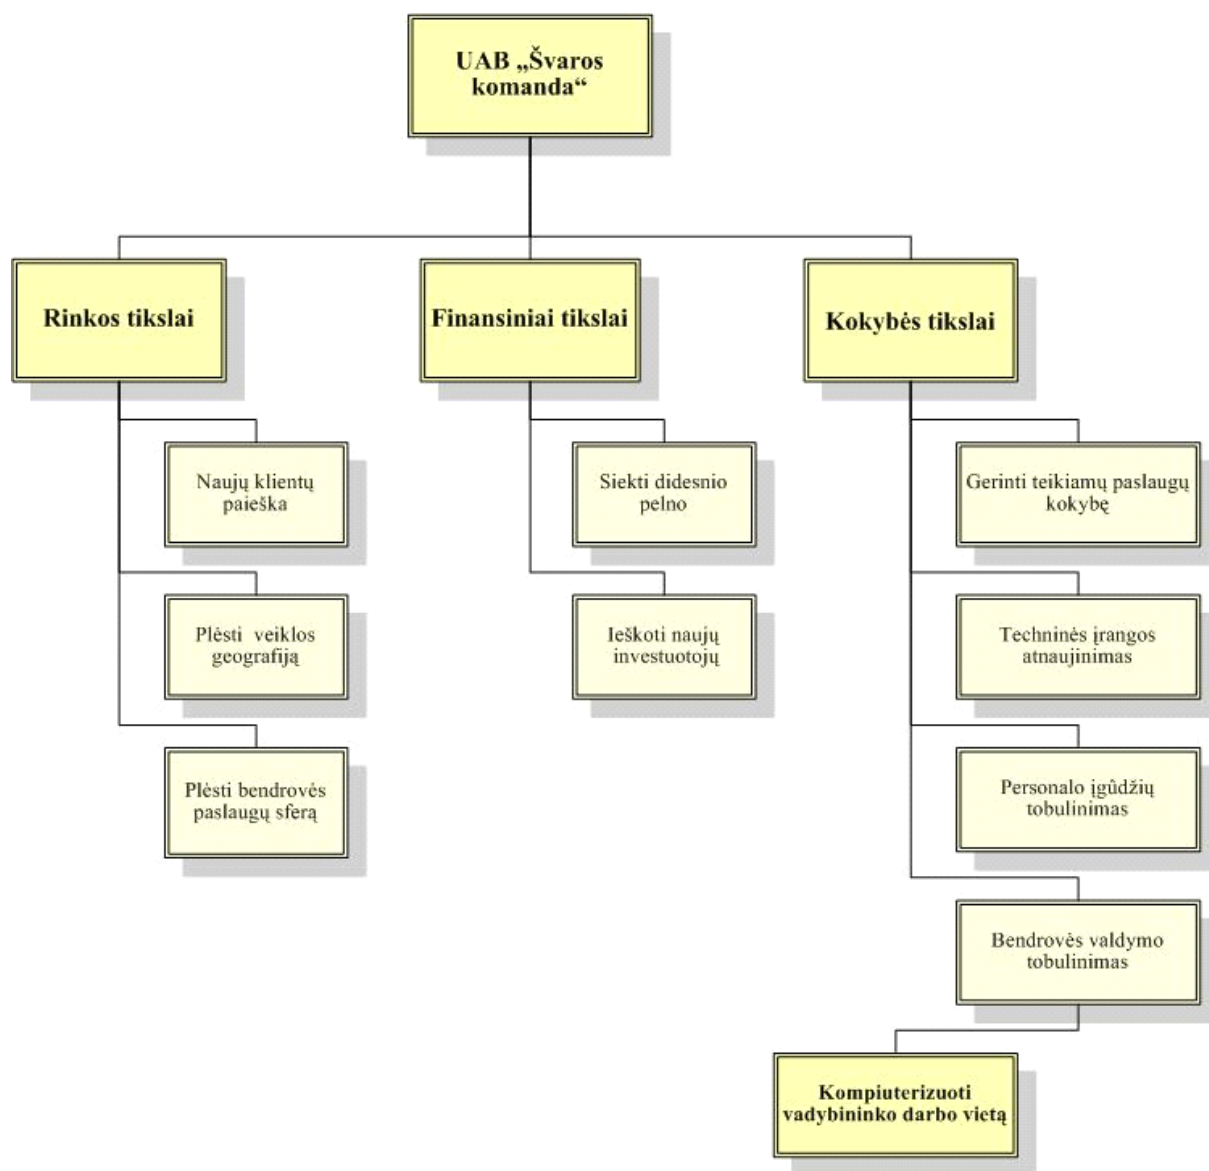 UAB „Švaros
komanda“
Rinkos tikslai
Finansiniai tikslai
Kokybės tikslai
Naujų klientų
paieška
Plėsti veiklos
geografiją
Plėsti bendrovės
paslaugų sferą
Siekti didesnio
pelno
Ieškoti naujų
investuotojų
Gerinti teikiamų paslaugų
kokybę
Techninės įrangos
atnaujinimas
Personalo įgûdžių
tobulinimas
Bendrovės valdymo
tobulinimas
Kompiuterizuoti
vadybininko darbo vietą